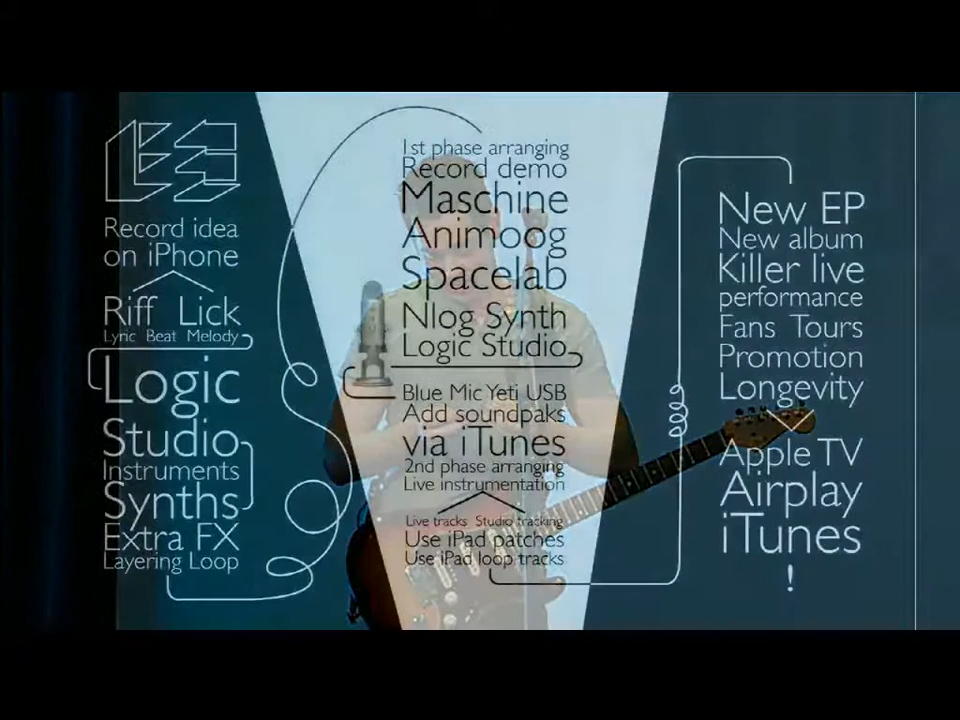 Record idea
on iPhone
Riff Lick
Lyric Beat Melody
Logic
Studio
Instruments
Synths
Extra FX
Layering Loop
1st phase arranging
Record demo
Maschine
Animoog
Spacelab
Nlog Synth
Logic Studio
Blue Mic Yeti USB
Add soundpaks
via iTunes
2nd phase arranging
Live instrumentation
Live tracks Studio tracking
Use iPad patches
Use iPad loop tracks
New EP
New album
Killer live
performance
Fans Tours
Promotion
Longevity
Apple TV
Airplay
iTunes
!